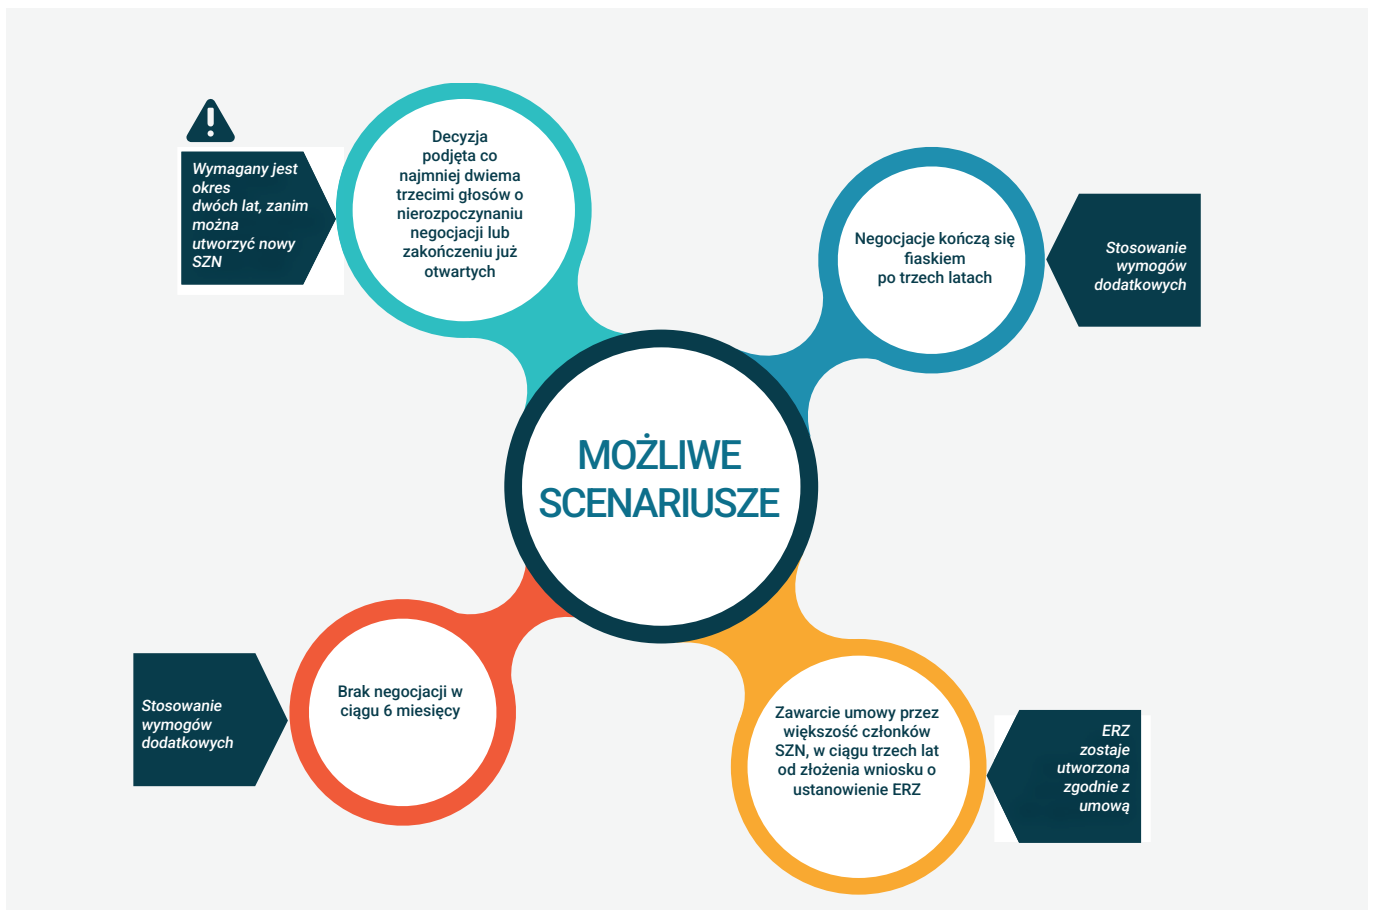 Wymagany jest
okres
dwóch lat, zanim
można
utworzyć nowy
SZN
Decyzja
podjęta co
najmniej dwiema
trzecimi głosów o
nierozpoczynaniu
negocjacji lub
zakończeniu już
otwartych
Negocjacje kończą się
fiaskiem
po trzech latach
Stosowanie
wymogów
dodatkowych
MOŻLIWE
SCENARIUSZE
Stosowanie
wymogów
dodatkowych
Brak negocjacji w
ciągu 6 miesięcy
Zawarcie umowy przez
większość członków
SZN, w ciągu trzech lat
od złożenia wniosku o
ustanowienie ERZ
ERZ
zostaje
utworzona
zgodnie z
umową